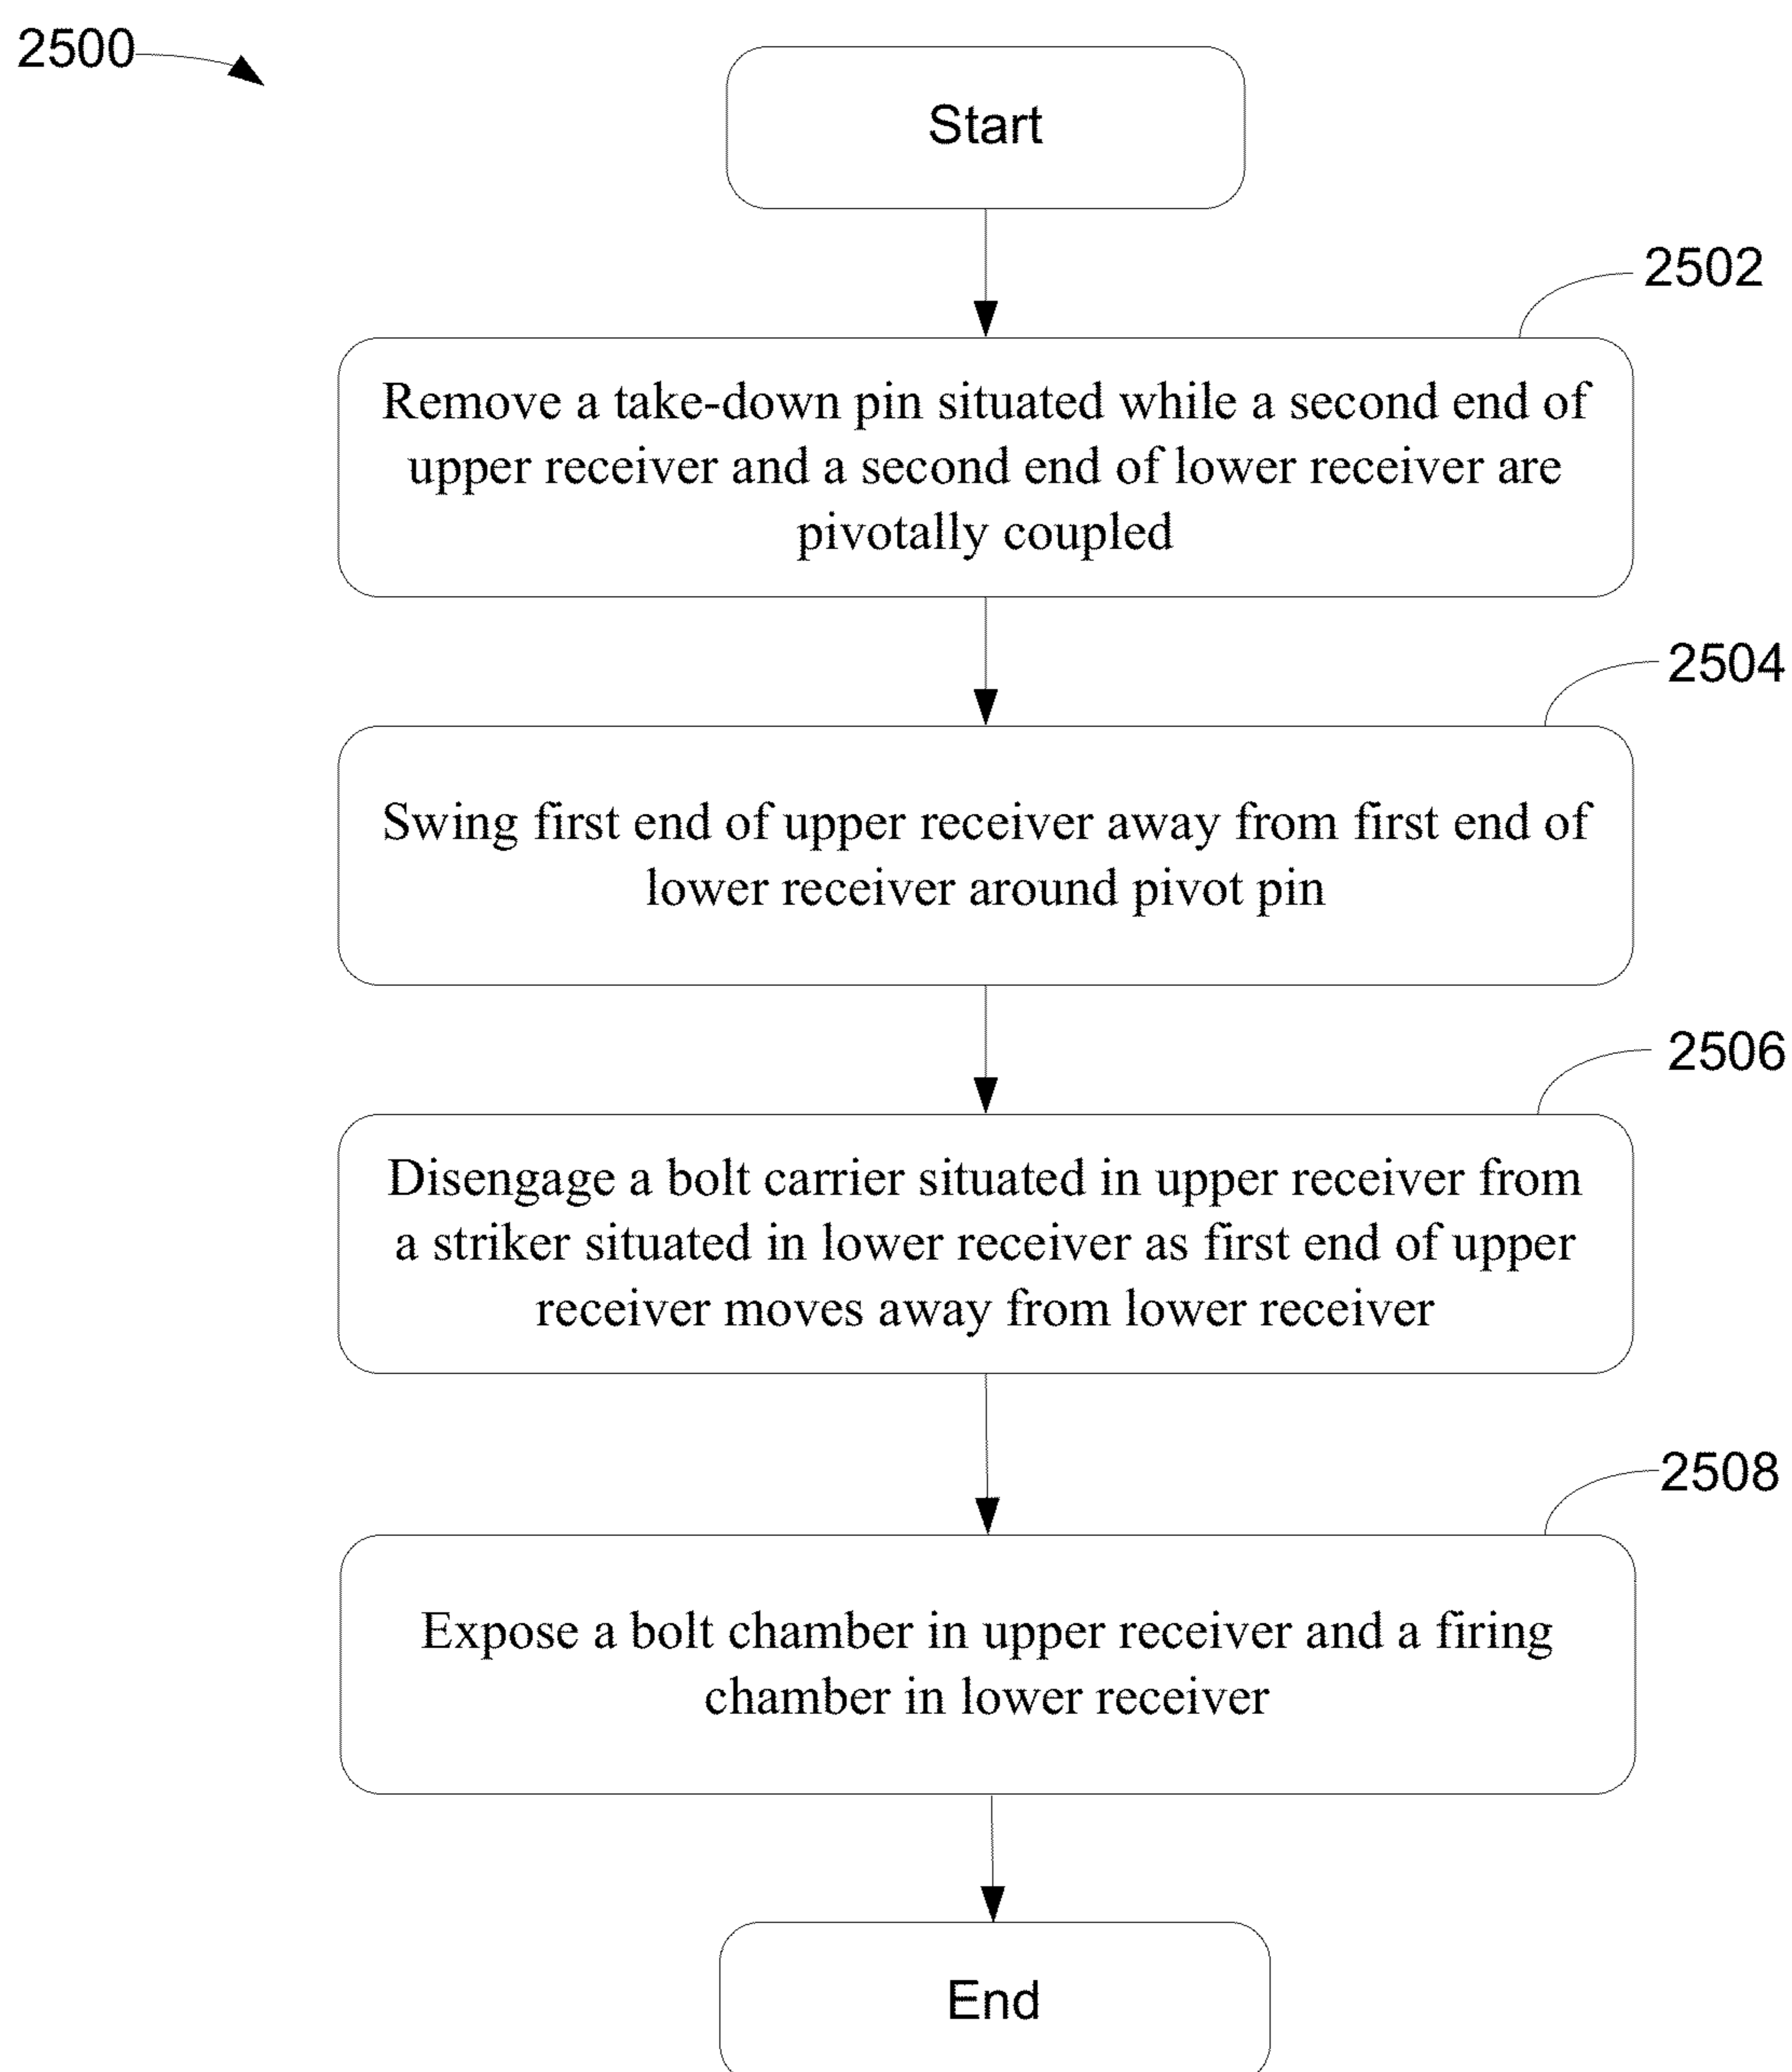 2500
Start
2502
Remove a take-down pin situated while a second end of
upper receiver and a second end of lower receiver are
pivotally coupled
2504
Swing first end of upper receiver away from first end of
lower receiver around pivot pin
2506
Disengage a bolt carrier situated in upper receiver from
a striker situated in lower receiver as first end of upper
receiver moves away from lower receiver
2508
Expose a bolt chamber in upper receiver and a firing
chamber in lower receiver
End